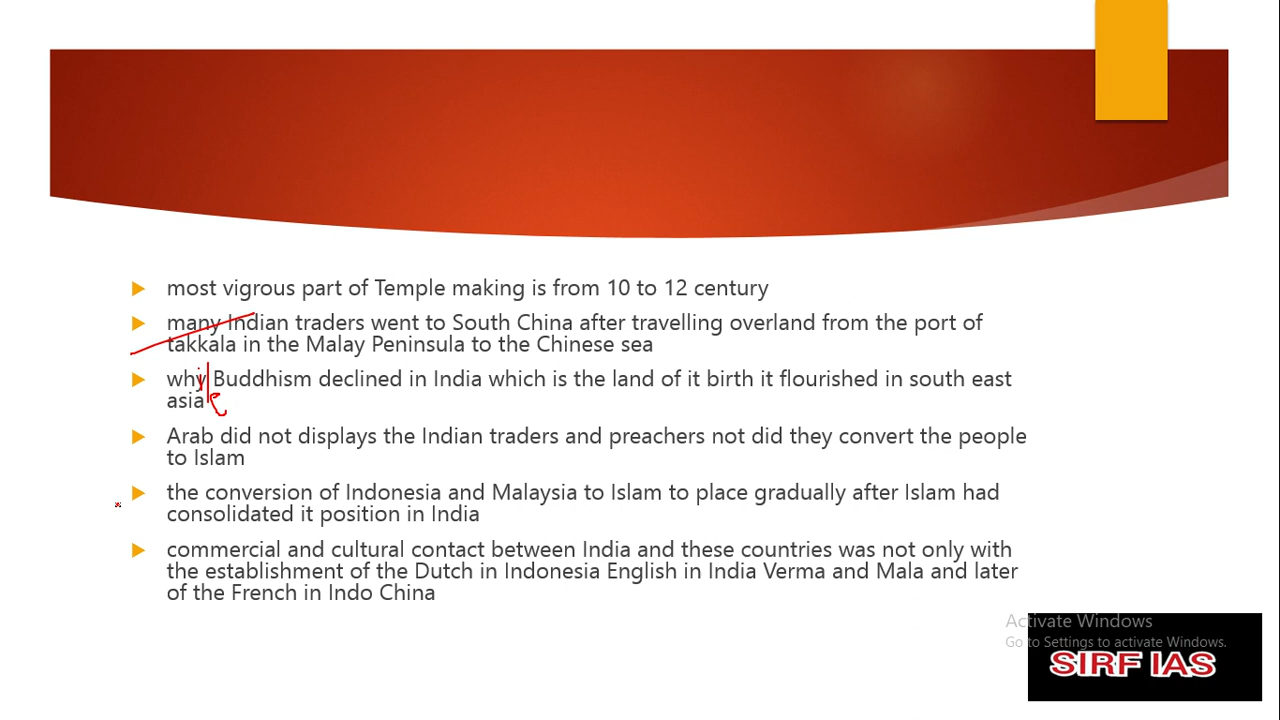 most vigrous part of Temple making is from 10 to 12 century
many Indian traders went to South China after travelling overland from the port of
takkala in the Malay Peninsula to the Chinese sea
why Buddhism declined in India which is the land of it birth it flourished in south east
asia
Arab did not displays the Indian traders and preachers not did they convert the people
to Islam
the conversion of Indonesia and Malaysia to Islam to place gradually after Islam had
consolidated it position in India
commercial and cultural contact between India and these countries was not only with
the establishment of the Dutch in Indonesia English in India Verma and Mala and later
of the French in Indo China
Activate Windows
Go to Settings to activate Windows.
SIRF IAS